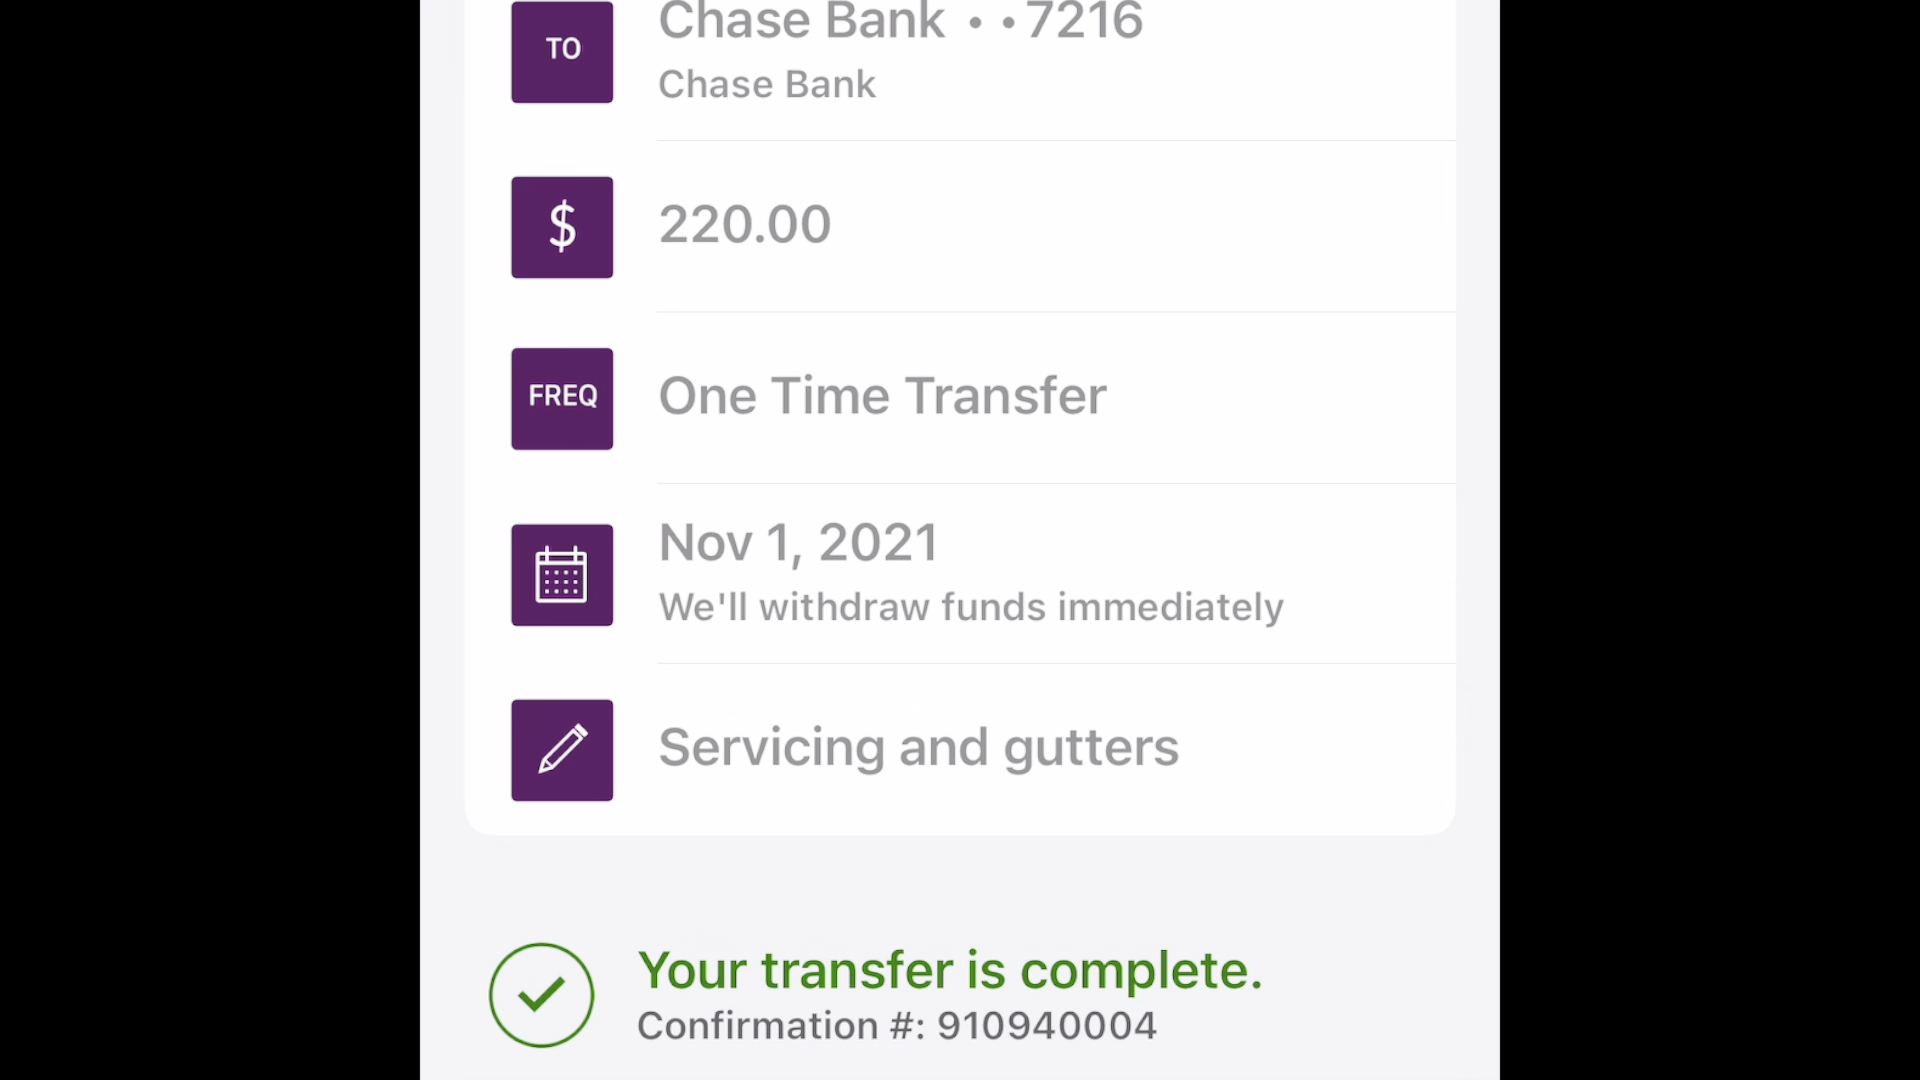 TO
Chase Bank • •7216
Chase Bank
$
220.00
FREQ
One Time Transfer
Nov 1, 2021
We'll withdraw funds immediately
Servicing and gutters
Your transfer is complete.
Confirmation #: 910940004